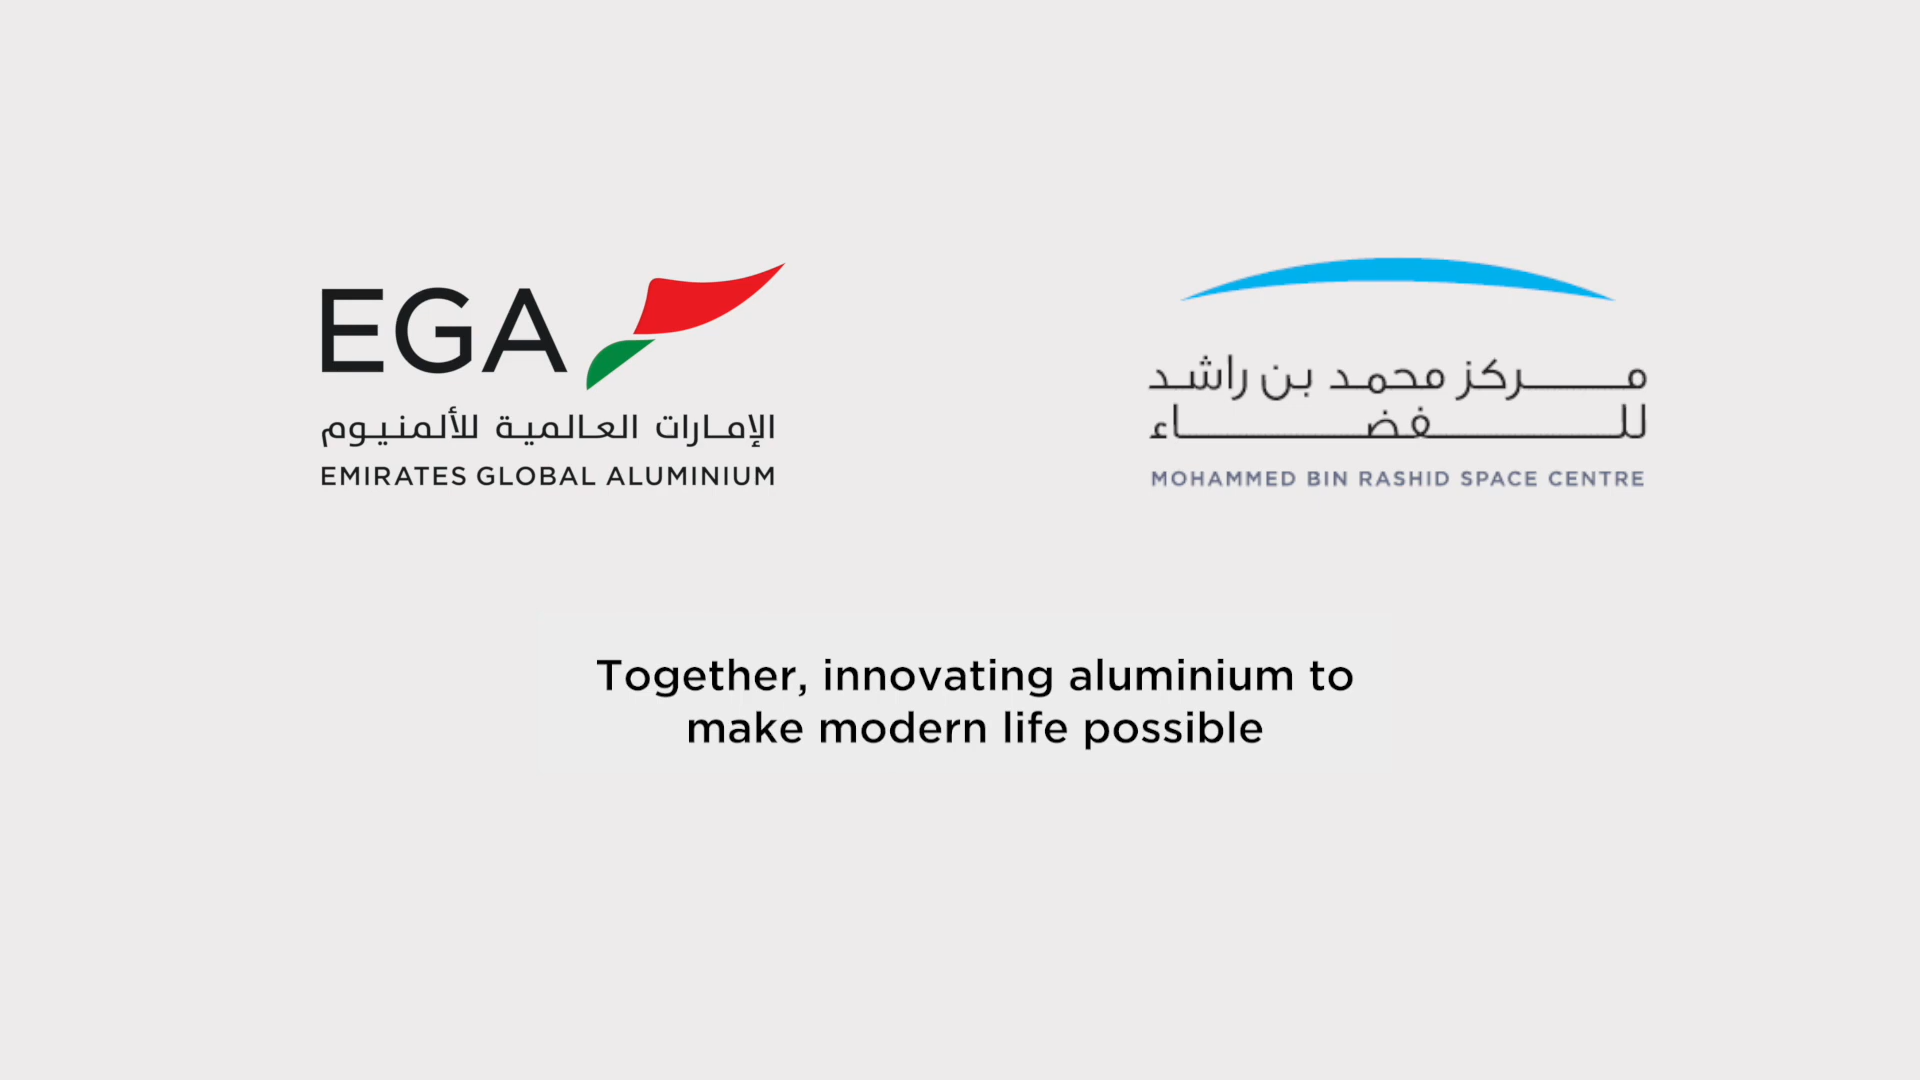 EGA
الإمارات العالمية للألمنيوم
EMIRATES GLOBAL ALUMINIUM
مركز محمد بن راشد
للفضاء
MOHAMMED BIN RASHID SPACE CENTRE
Together, innovating aluminium to
make modern life possible